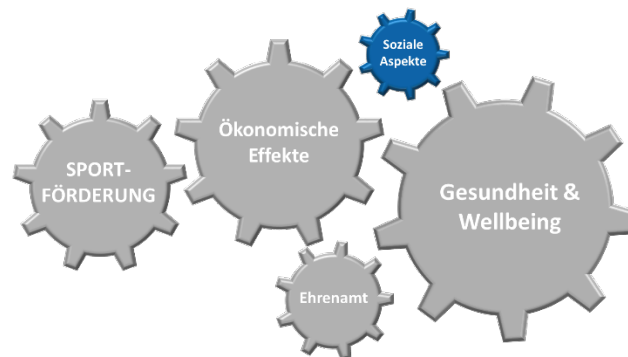 Soziale
Aspekte
Ökonomische
Effekte
SPORT-
FÖRDERUNG
Gesundheit &
Wellbeing
Ehrenamt